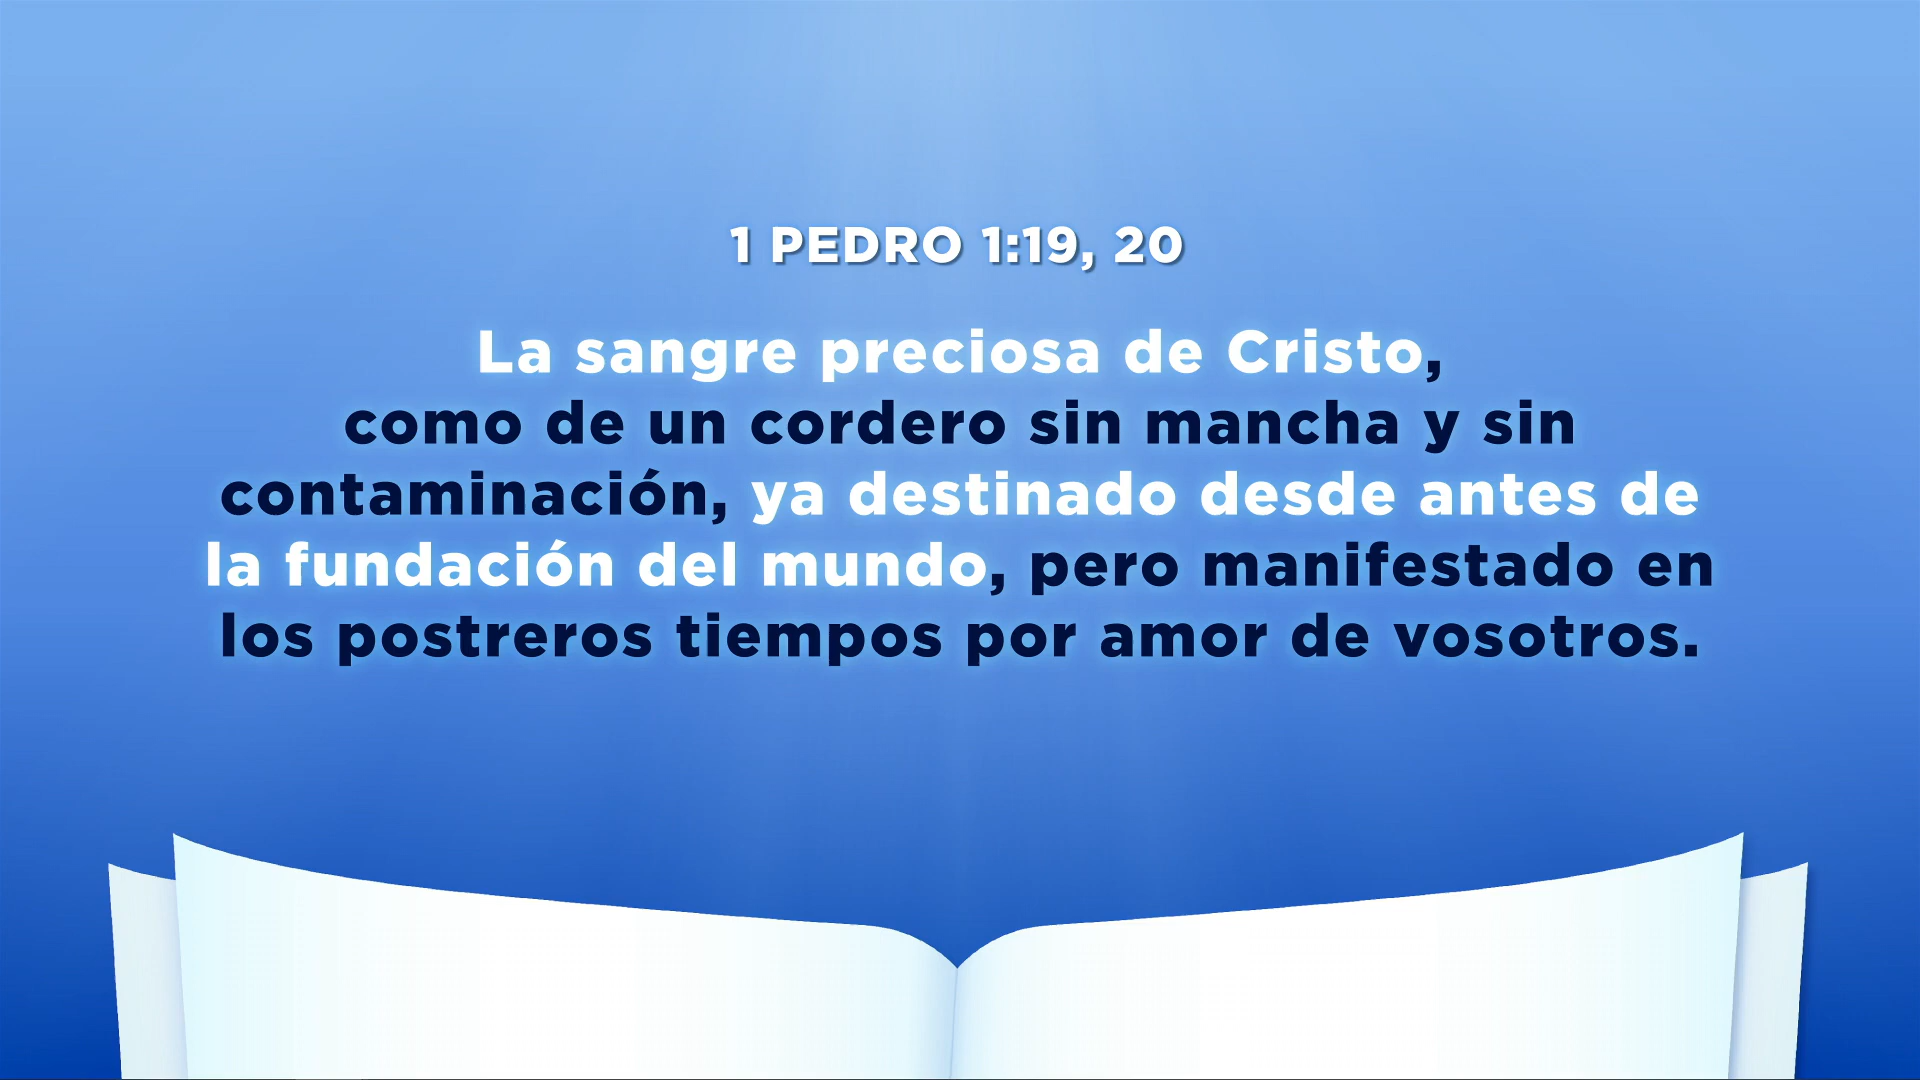 1 PEDRO 1:19, 20
La sangre preciosa de Cristo,
como de un cordero sin mancha y sin
contaminación, ya destinado desde antes de
la fundación del mundo, pero manifestado en
los postreros tiempos por amor de vosotros.